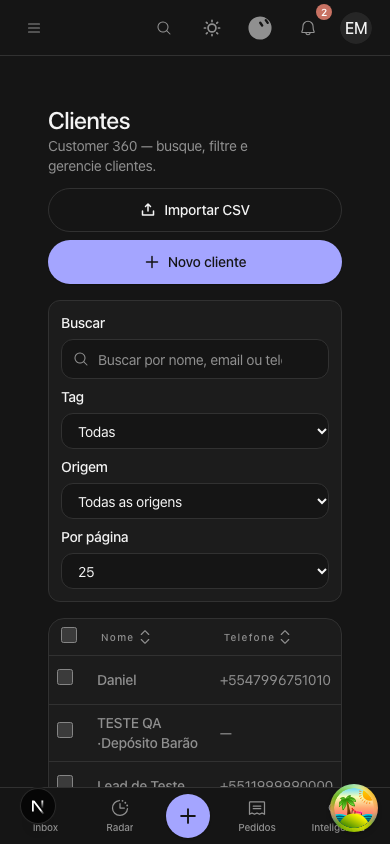 2
EM
Clientes
Customer 360 — busque, filtre e
gerencie clientes.
Importar CSV
Novo cliente
Buscar
Buscar por nome, email ou tel
Tag
Todas
Origem
Todas as origens
Por página
25
Nome Telefone
Daniel +5547996751010
TESTE QA
·Depósito Barão —
Lead de Teste +5511999990000
N
Inbox Radar Pedidos Intelig